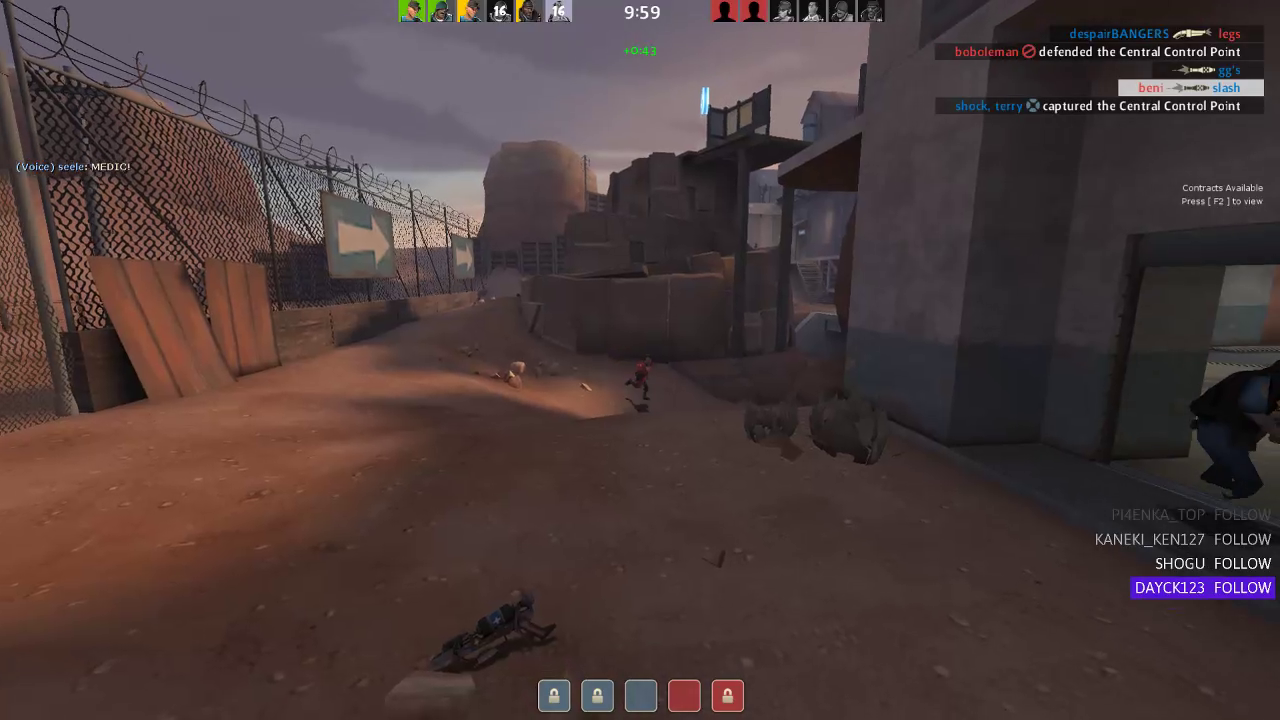 16
16
9:59
+0:43
despairBANGERS legs
boboleman defended the Central Control Point
gg's
beni slash
shock, terry captured the Central Control Point
(Voice) seele: MEDIC!
Contracts Available
Press [ F2 ] to view
PI4ENKA_TOP FOLLOW
KANEKI_KEN127 FOLLOW
SHOGU FOLLOW
DAYCK123 FOLLOW